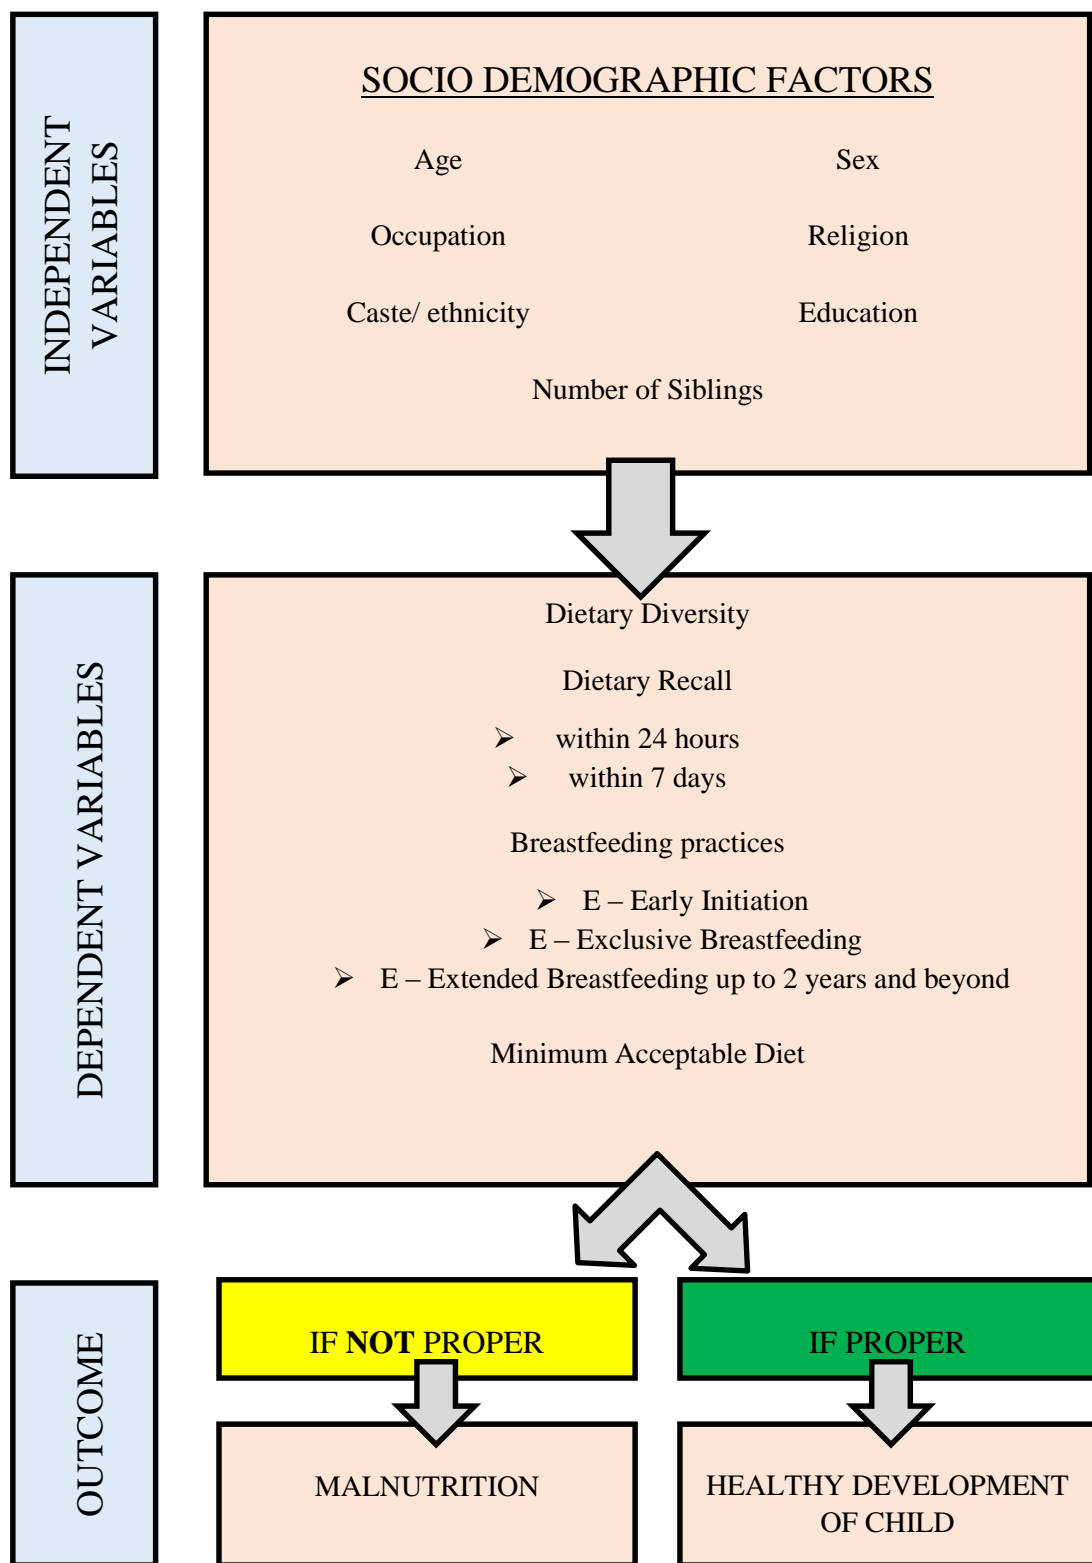 INDEPENDENT
VARIABLES
SOCIO DEMOGRAPHIC FACTORS
Age Sex
Occupation Religion
Caste/ ethnicity Education
Number of Siblings
DEPENDENT VARIABLES
Dietary Diversity
Dietary Recall
➢ within 24 hours
➢ within 7 days
Breastfeeding practices
➢ E – Early Initiation
➢ E – Exclusive Breastfeeding
➢ E – Extended Breastfeeding up to 2 years and beyond
Minimum Acceptable Diet
OUTCOME
IF NOT PROPER
IF PROPER
MALNUTRITION
HEALTHY DEVELOPMENT
OF CHILD